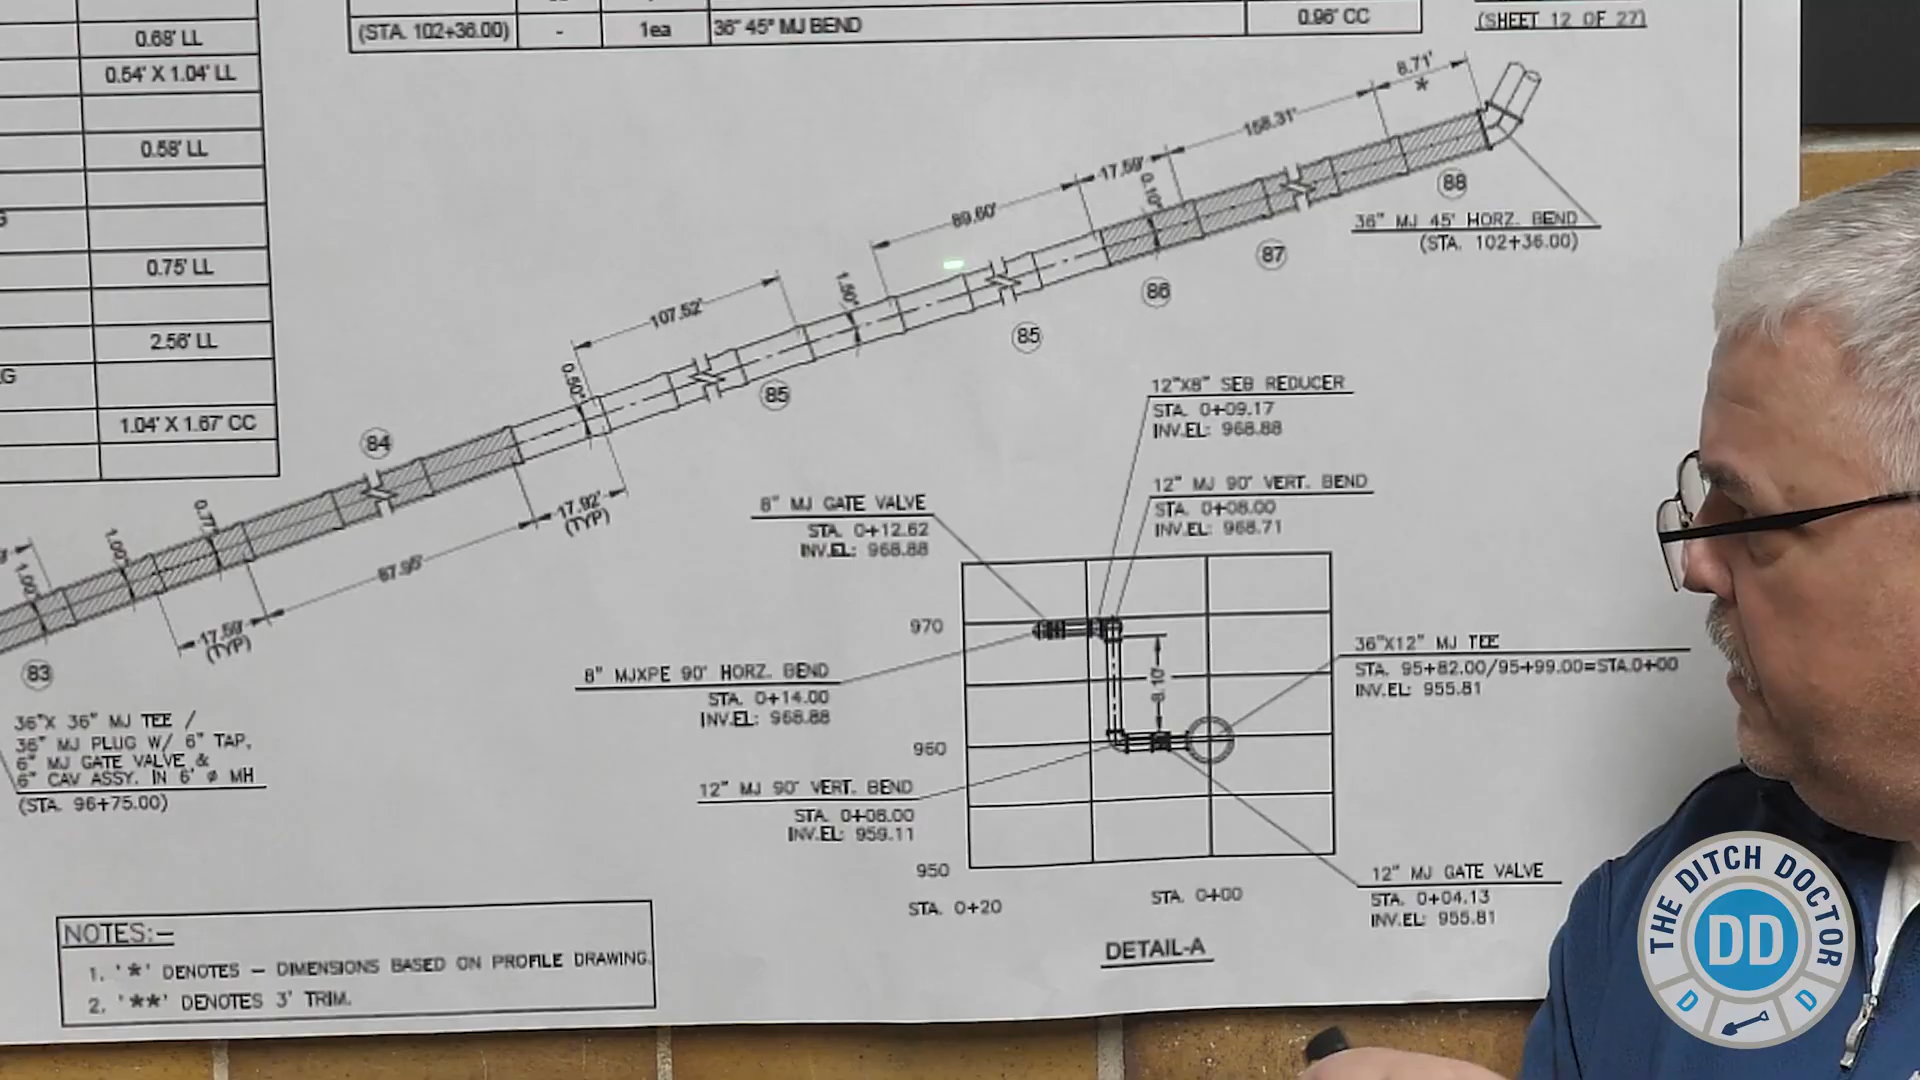 0.68' LL
0.54' X 1.04' LL
0.58' LL
0.75' LL
2.56' LL
1.04' X 1.67' CC
(STA. 102+36.00) - 1ea 36" 45° MJ BEND 0.96' CC
(SHEET 12 OF 27)
8.71'
*
158.31'
17.59'
0.10°
89.60'
1.50°
107.52'
0.50°
88
87
86
85
85
84
83
36" MJ 45° HORZ. BEND
(STA. 102+36.00)
0.77°
1.00°
1.00°
17.92'
(TYP)
87.95'
17.59'
(TYP)
36"X 36" MJ TEE /
36" MJ PLUG W/ 6" TAP,
6" MJ GATE VALVE &
6" CAV ASSY. IN 6' ø MH
(STA. 96+75.00)
12"X8" SEB REDUCER
STA. 0+09.17
INV.EL: 968.88
12" MJ 90° VERT. BEND
STA. 0+08.00
INV.EL: 968.71
8" MJ GATE VALVE
STA. 0+12.62
INV.EL: 968.88
8" MJXPE 90° HORZ. BEND
STA. 0+14.00
INV.EL: 968.88
36"X12" MJ TEE
STA. 95+82.00/95+99.00=STA.0+00
INV.EL: 955.81
12" MJ 90° VERT. BEND
STA. 0+08.00
INV.EL: 959.11
12" MJ GATE VALVE
STA. 0+04.13
INV.EL: 955.81
970
960
950
8.10'
STA. 0+20
STA. 0+00
DETAIL-A
NOTES:-
1. '*' DENOTES - DIMENSIONS BASED ON PROFILE DRAWING.
2. '**' DENOTES 3' TRIM.
THE DITCH DOCTOR
DD
D D